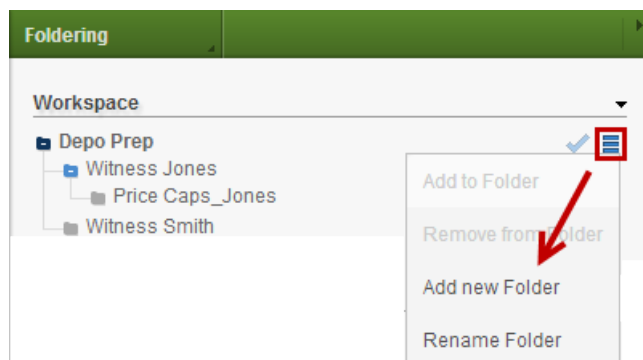 Foldering
Workspace
Depo Prep
Witness Jones
Price Caps_Jones
Witness Smith
Add to Folder
Remove from Folder
Add new Folder
Rename Folder